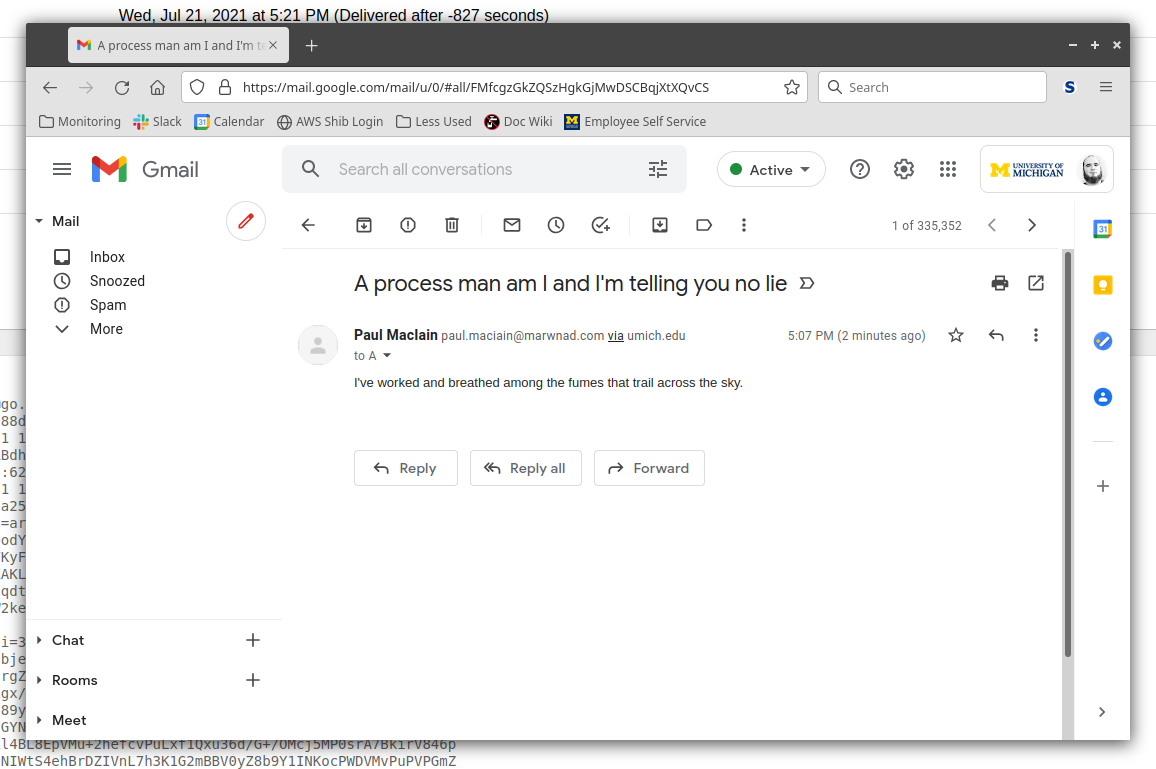 Wed, Jul 21, 2021 at 5:21 PM (Delivered after -827 seconds)
A process man am I and I'm te
https://mail.google.com/mail/u/0/#all/FMfcgzGkZQSzHgkGjMwDSCBqjXtXQvCS
Search
S
Monitoring Slack 31 Calendar AWS Shib Login Less Used Doc Wiki M Employee Self Service
Gmail
Search all conversations
Active
M UNIVERSITY OF MICHIGAN
Mail
1 of 335,352
31
Inbox
Snoozed
Spam
More
A process man am I and I'm telling you no lie
Paul MacIain paul.maciain@marwnad.com via umich.edu
5:07 PM (2 minutes ago)
to A
I've worked and breathed among the fumes that trail across the sky.
Reply
Reply all
Forward
go.
88d
1 1
Bdh
:62
1 1
a25
=ar
odY
KyF
AKL
qdt
2ke
i=3
bje
rgZ
gx/
89y
GYN
Chat
Rooms
Meet
l4BL8EpVMu+2hefcVPuLxf1Qxu36d/G+/OMcj5MP0srA7BkirV846p
NIWtS4ehBrDZIVnL7h3K1G2mBBV0yZ8b9Y1INKocPWDVMvPuPVPGmZ